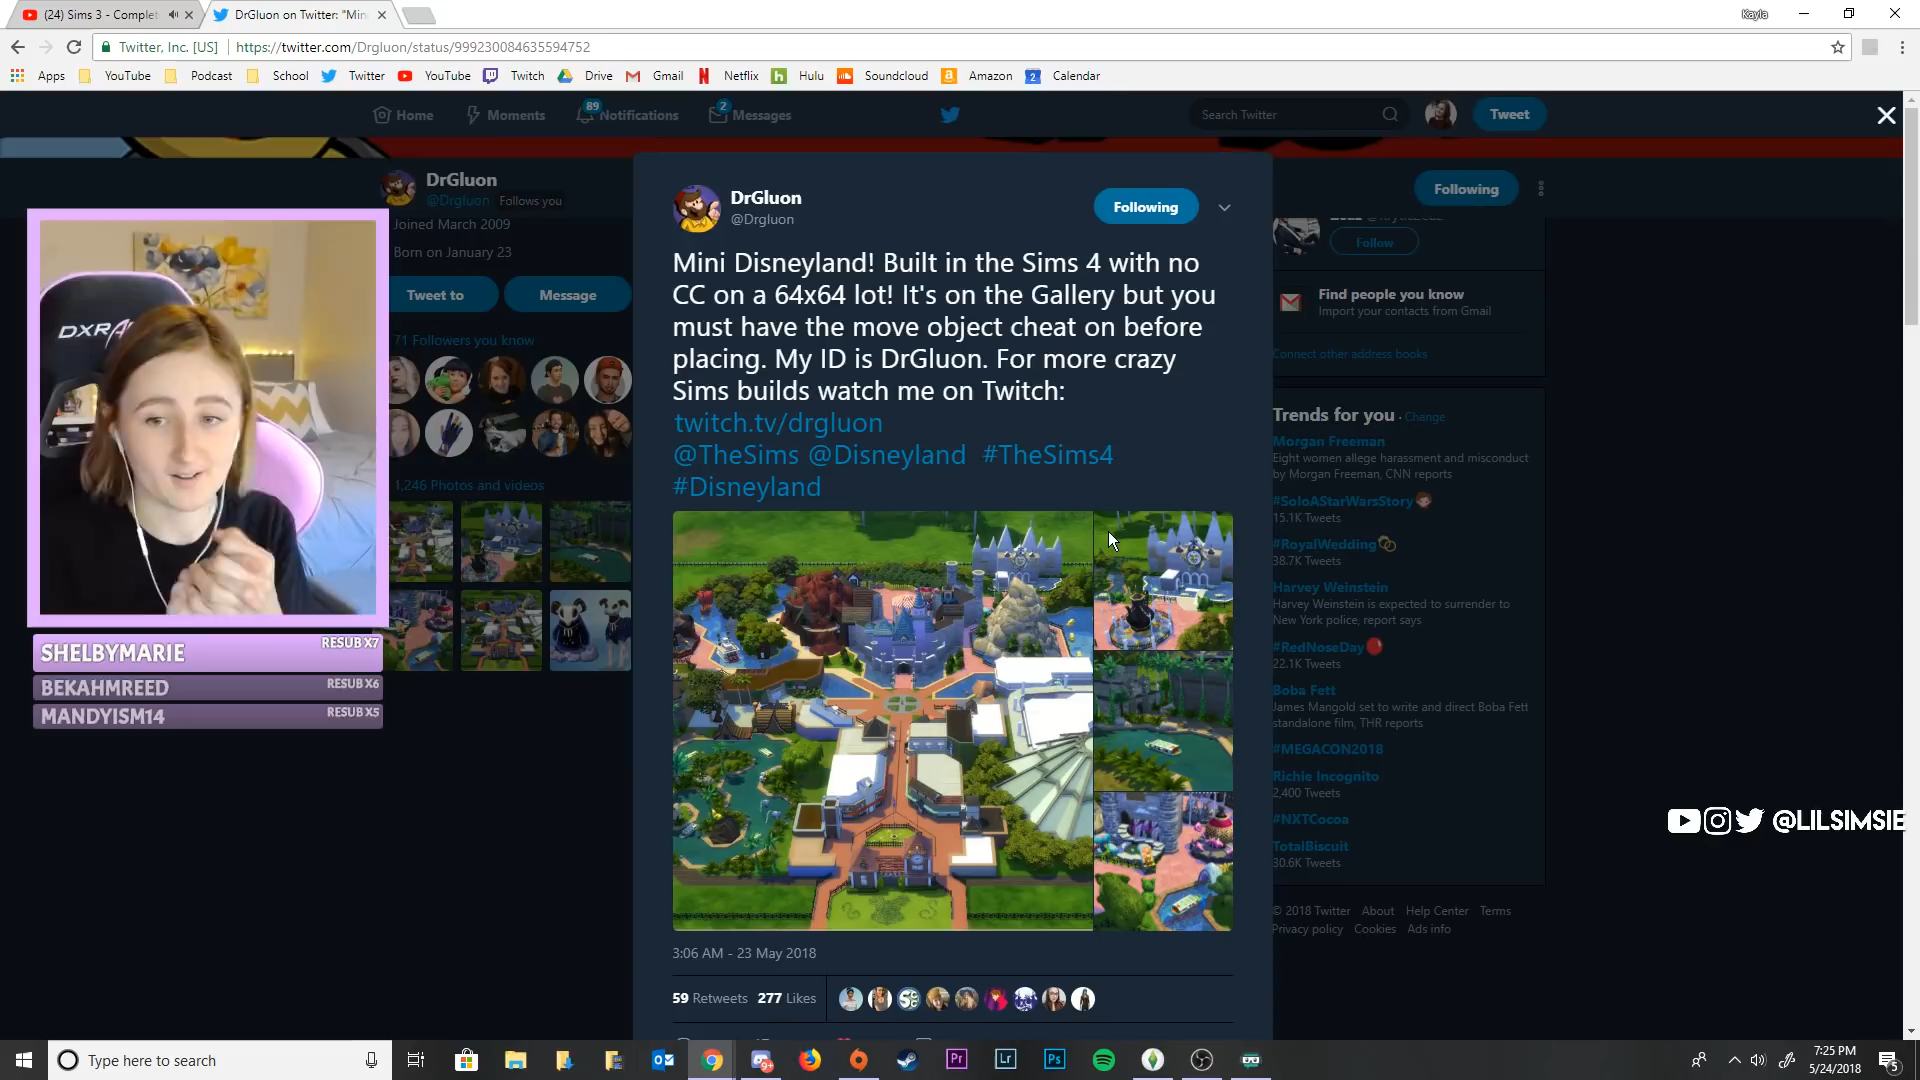 (24) Sims 3 - Complet
DrGluon on Twitter: "Min
Kayla
Twitter, Inc. [US]
https://twitter.com/Drgluon/status/999230084635594752
Apps
YouTube
Podcast
School
Twitter
YouTube
Twitch
Drive
Gmail
Netflix
Hulu
Soundcloud
Amazon
2
Calendar
Home
Moments
89
Notifications
2
Messages
Search Twitter
Tweet
DrGluon
@Drgluon
Follows you
Joined March 2009
Born on January 23
Tweet to
Message
71 Followers you know
1,246 Photos and videos
DrGluon
@Drgluon
Following
Mini Disneyland! Built in the Sims 4 with no
CC on a 64x64 lot! It's on the Gallery but you
must have the move object cheat on before
placing. My ID is DrGluon. For more crazy
Sims builds watch me on Twitch:
twitch.tv/drgluon
@TheSims @Disneyland #TheSims4
#Disneyland
3:06 AM - 23 May 2018
59 Retweets 277 Likes
Following
Follow
Find people you know
Import your contacts from Gmail
Connect other address books
Trends for you · Change
Morgan Freeman
Eight women allege harassment and misconduct
by Morgan Freeman, CNN reports
#SoloAStarWarsStory
15.1K Tweets
#RoyalWedding
38.7K Tweets
Harvey Weinstein
Harvey Weinstein is expected to surrender to
New York police, report says
#RedNoseDay
22.1K Tweets
Boba Fett
James Mangold set to write and direct Boba Fett
standalone film, THR reports
#MEGACON2018
Richie Incognito
2,400 Tweets
#NXTCocoa
TotalBiscuit
30.6K Tweets
© 2018 Twitter About Help Center Terms
Privacy policy Cookies Ads info
DXRA
SHELBYMARIE
RESUB X7
BEKAHMREED
RESUB X6
MANDYISM14
RESUB X5
@LILSIMSIE
Type here to search
9+
Pr
Lr
Ps
7:25 PM
5/24/2018
5